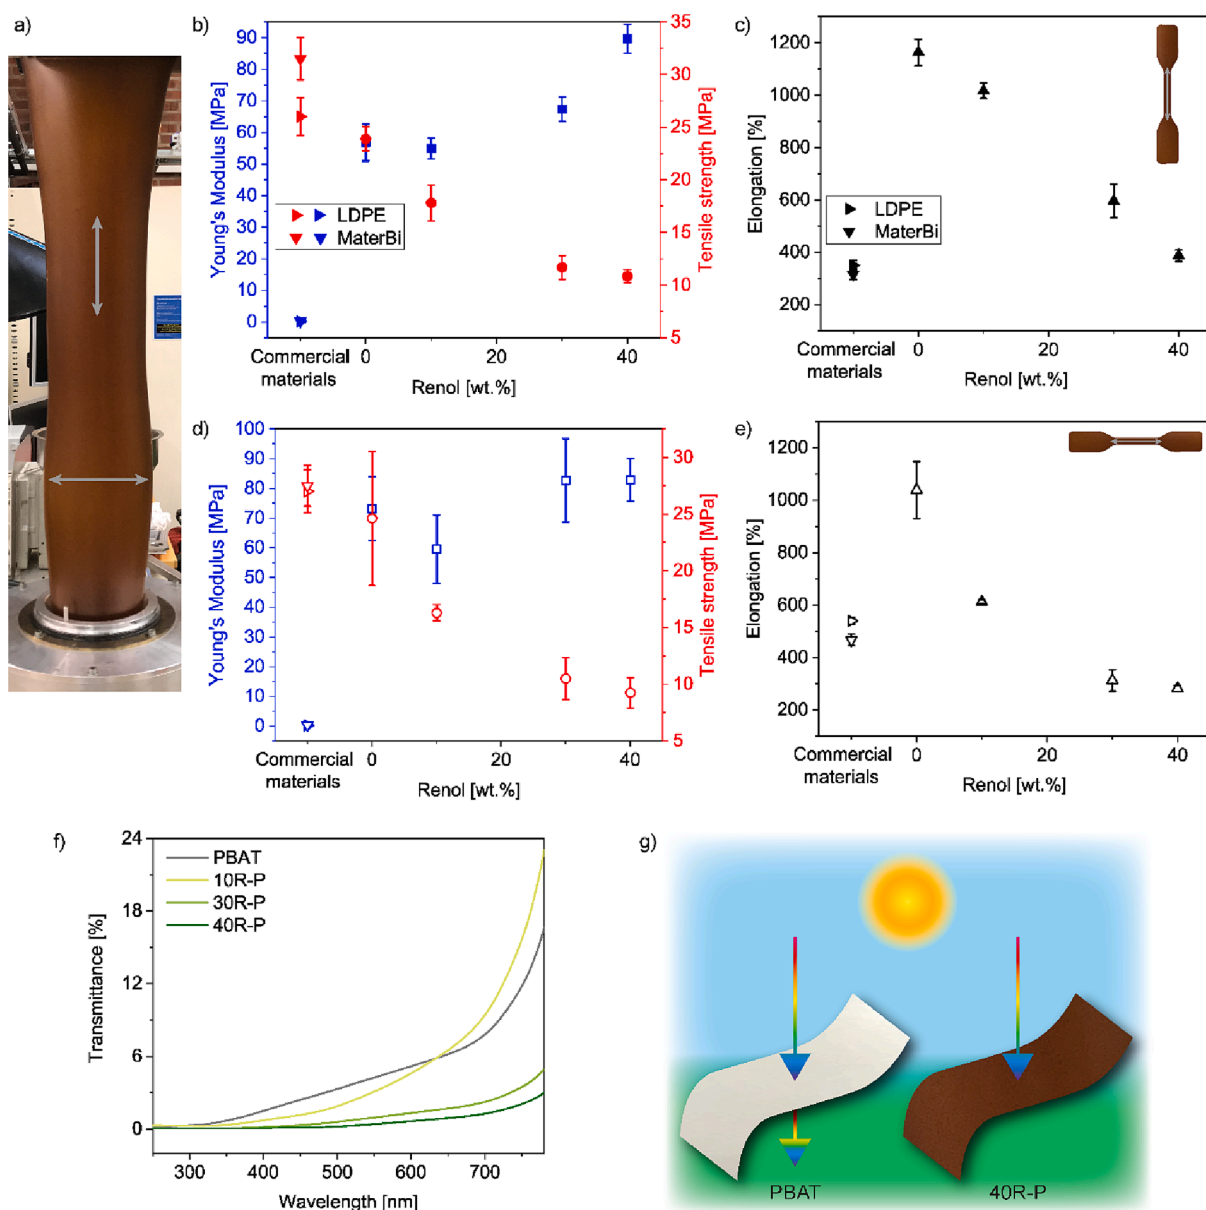 a)
b)
Young's Modulus [MPa]
90
80
70
60
50
40
30
20
10
0
35
30
25
20
15
10
5
Tensile strength [MPa]
LDPE
MaterBi
Commercial
materials
0
20
40
Renol [wt.%]
c)
Elongation [%]
1200
1000
800
600
400
200
LDPE
MaterBi
Commercial
materials
0
20
40
Renol [wt.%]
d)
Young's Modulus [MPa]
100
90
80
70
60
50
40
30
20
10
0
30
25
20
15
10
5
Tensile strength [MPa]
Commercial
materials
0
20
40
Renol [wt.%]
e)
Elongation [%]
1200
1000
800
600
400
200
Commercial
materials
0
20
40
Renol [wt.%]
f)
Transmittance [%]
24
18
12
6
0
PBAT
10R-P
30R-P
40R-P
300
400
500
600
700
Wavelength [nm]
g)
PBAT
40R-P